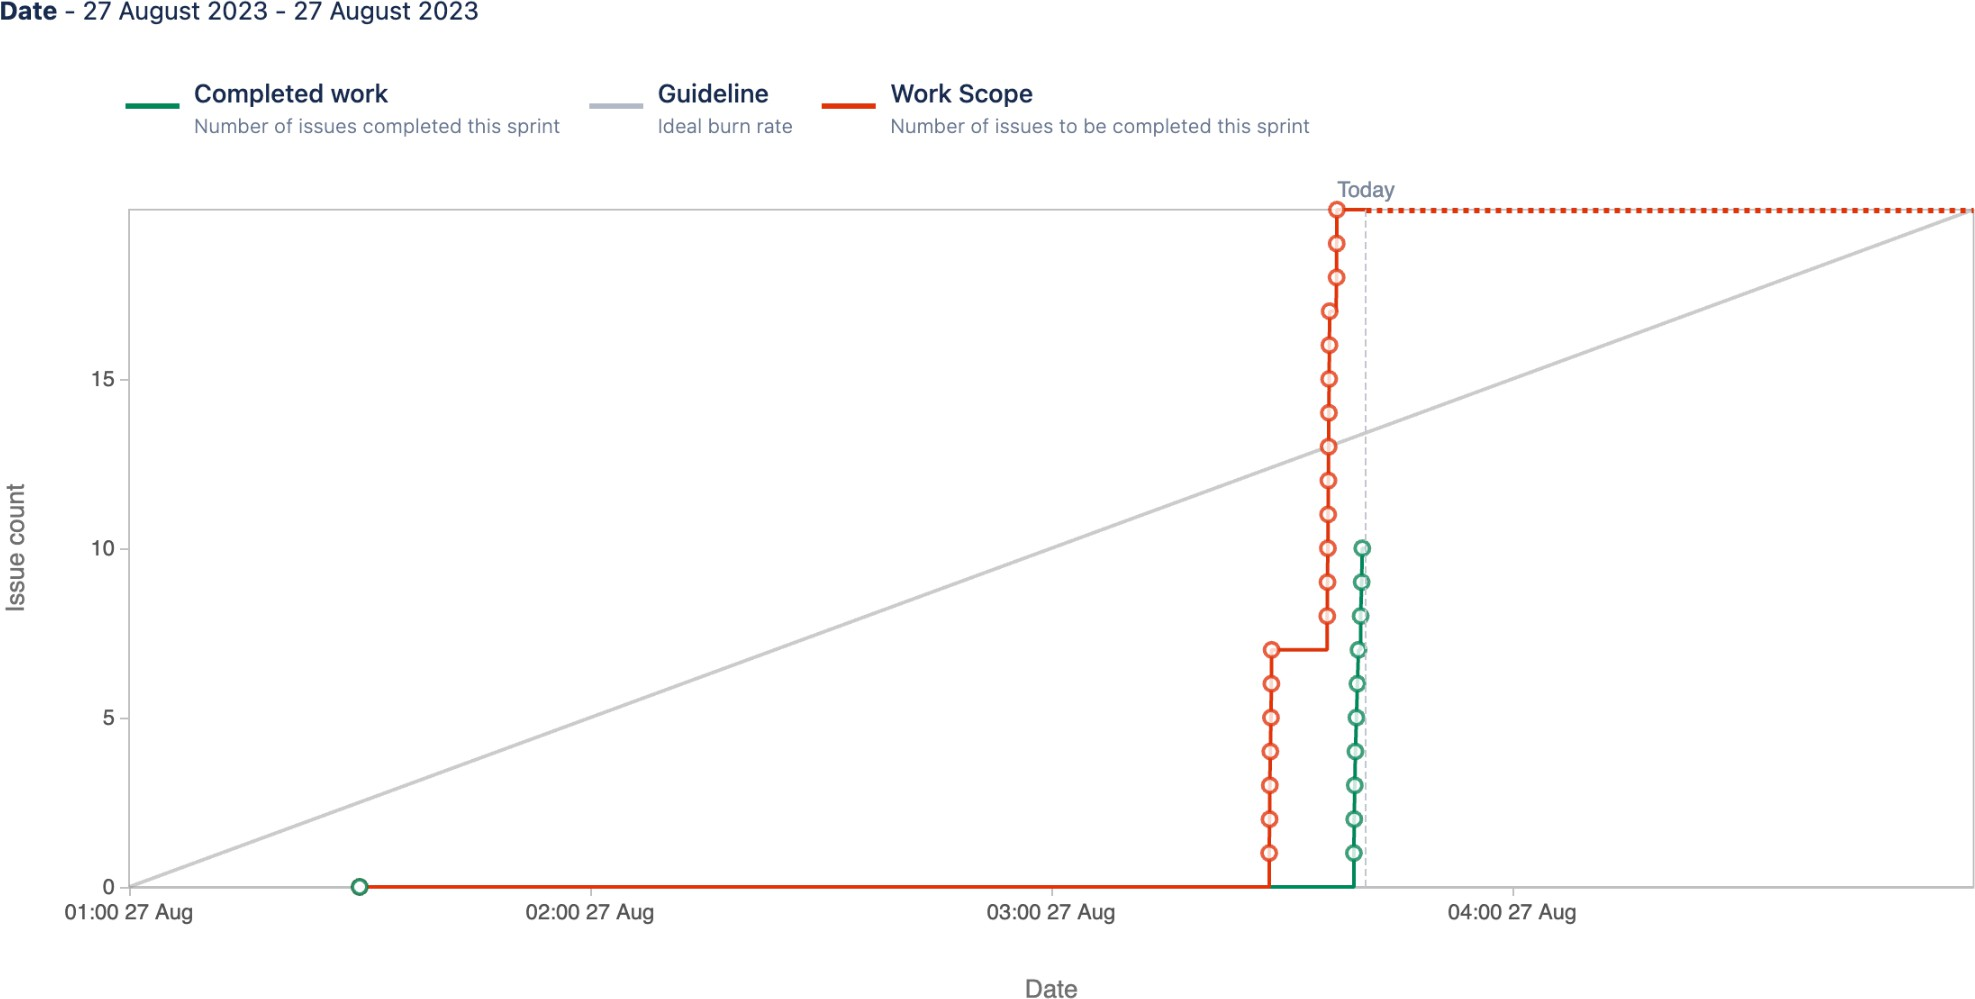 Date - 27 August 2023 - 27 August 2023
Completed work
Number of issues completed this sprint
Guideline
Ideal burn rate
Work Scope
Number of issues to be completed this sprint
Today
15
10
5
0
Issue count
01:00 27 Aug
02:00 27 Aug
03:00 27 Aug
04:00 27 Aug
Date